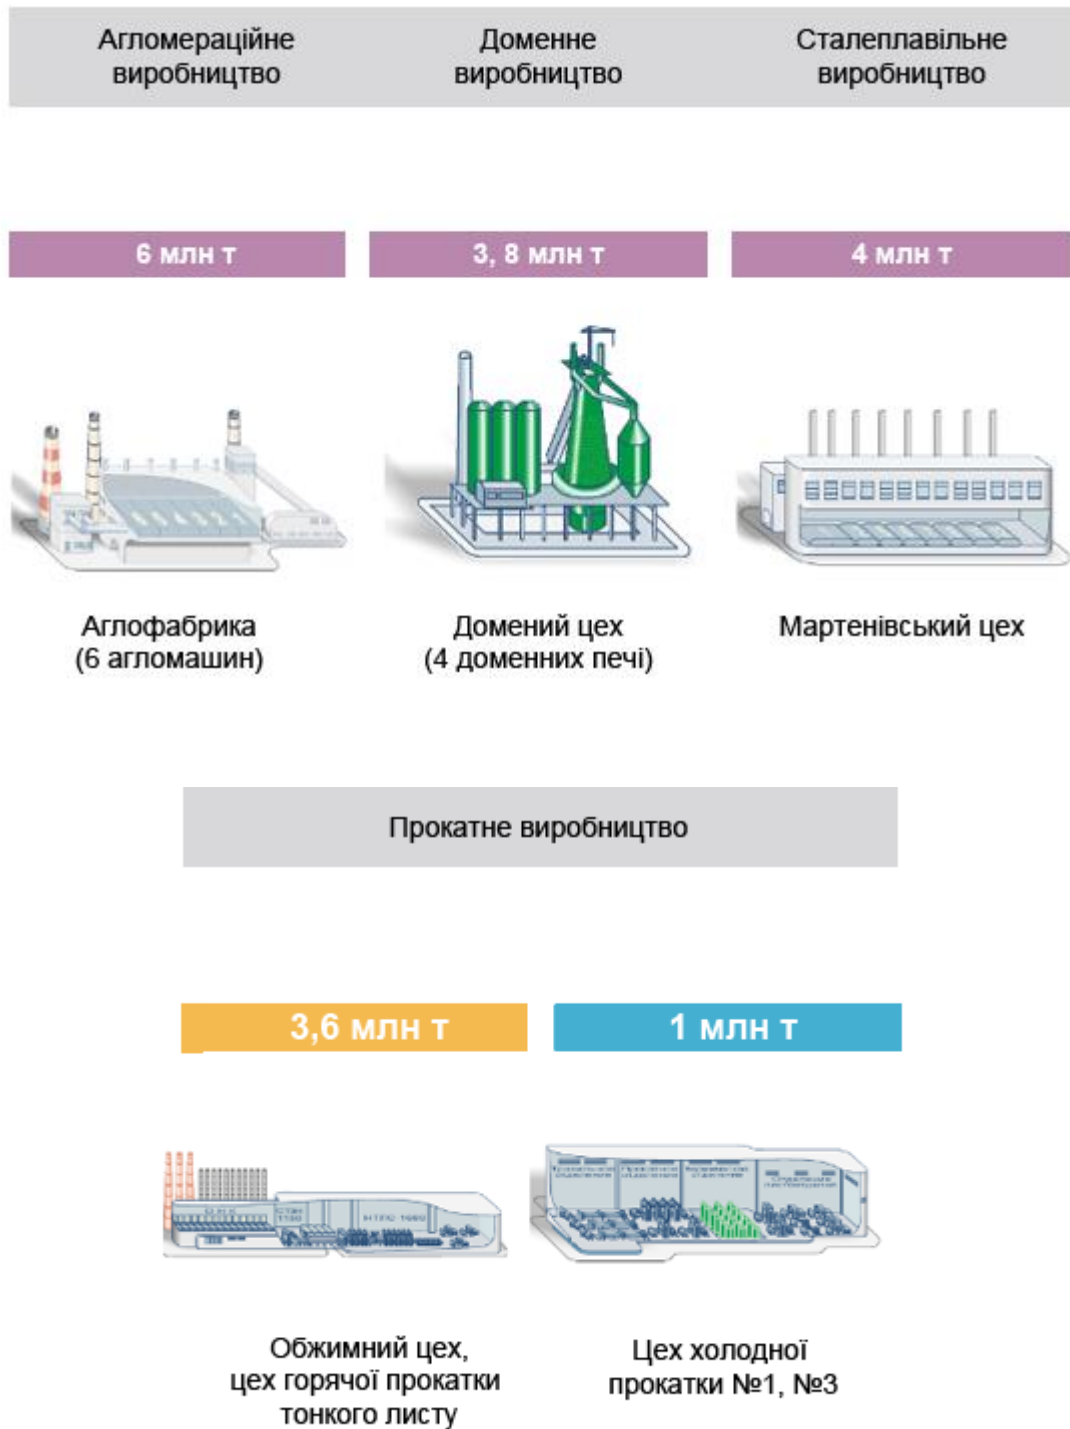 Агломераційне
виробництво
Доменне
виробництво
Сталеплавільне
виробництво
6 млн т
3, 8 млн т
4 млн т
Аглофабрика
(6 агломашин)
Домений цех
(4 доменних печі)
Мартенівський цех
Прокатне виробництво
3,6 млн т
1 млн т
Обжимний цех,
цех горячої прокатки
тонкого листу
Цех холодної
прокатки №1, №3